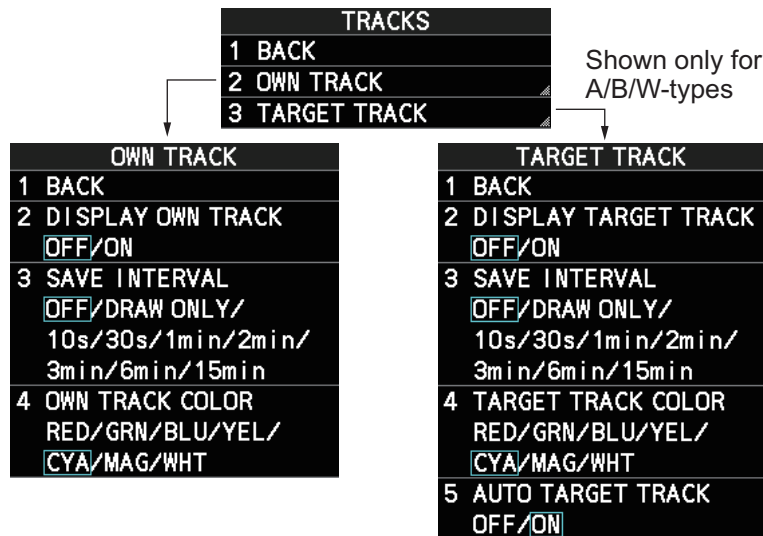 TRACKS
1 BACK
2 OWN TRACK
3 TARGET TRACK
Shown only for
A/B/W-types
OWN TRACK
1 BACK
2 DISPLAY OWN TRACK
OFF/ON
3 SAVE INTERVAL
OFF/DRAW ONLY/
10s/30s/1min/2min/
3min/6min/15min
4 OWN TRACK COLOR
RED/GRN/BLU/YEL/
CYA/MAG/WHT
TARGET TRACK
1 BACK
2 DISPLAY TARGET TRACK
OFF/ON
3 SAVE INTERVAL
OFF/DRAW ONLY/
10s/30s/1min/2min/
3min/6min/15min
4 TARGET TRACK COLOR
RED/GRN/BLU/YEL/
CYA/MAG/WHT
5 AUTO TARGET TRACK
OFF/ON